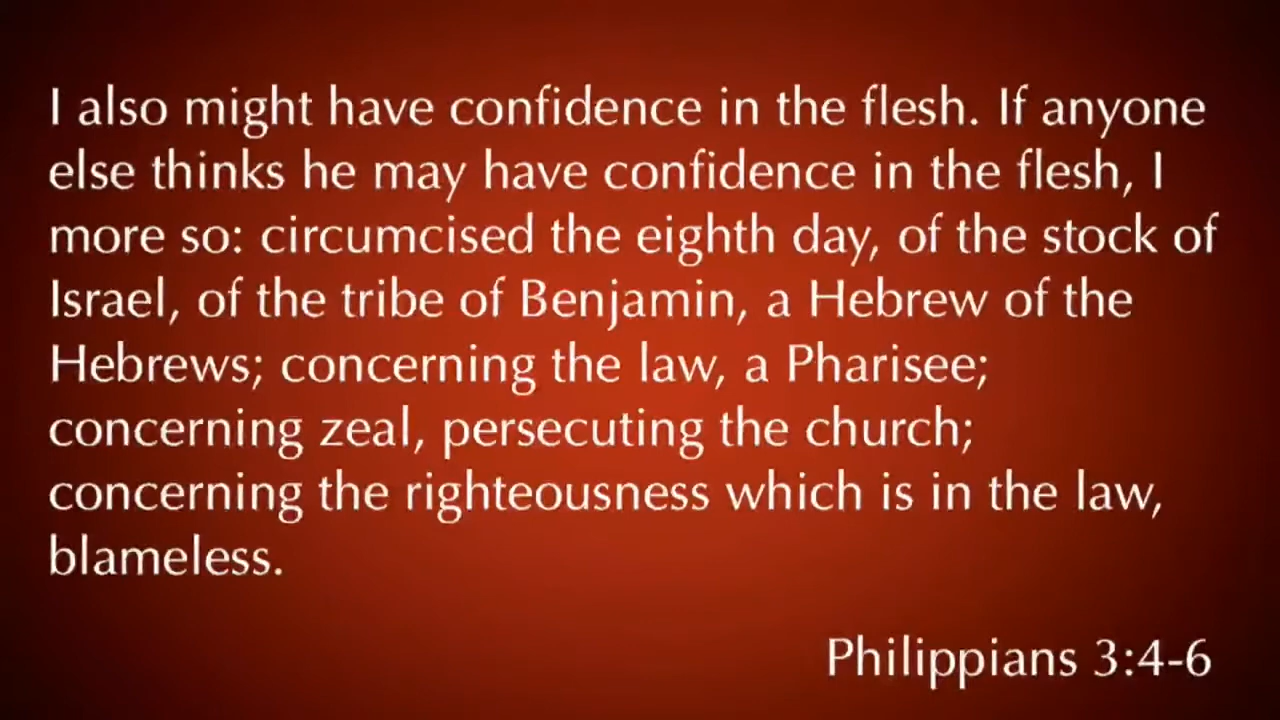 I also might have confidence in the flesh. If anyone
else thinks he may have confidence in the flesh, I
more so: circumcised the eighth day, of the stock of
Israel, of the tribe of Benjamin, a Hebrew of the
Hebrews; concerning the law, a Pharisee;
concerning zeal, persecuting the church;
concerning the righteousness which is in the law,
blameless.
Philippians 3:4-6